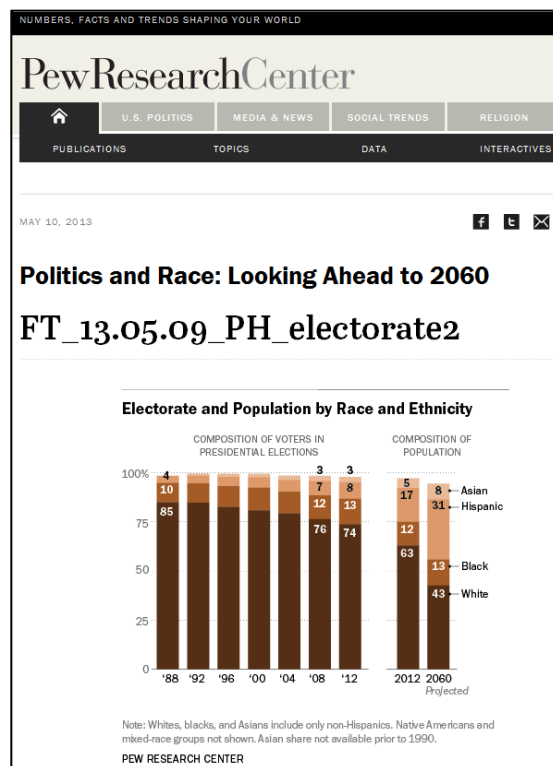 NUMBERS, FACTS AND TRENDS SHAPING YOUR WORLD
PewResearchCenter
U.S. POLITICS MEDIA & NEWS SOCIAL TRENDS RELIGION
PUBLICATIONS TOPICS DATA INTERACTIVES
MAY 10, 2013
Politics and Race: Looking Ahead to 2060
FT_13.05.09_PH_electorate2
Electorate and Population by Race and Ethnicity
COMPOSITION OF VOTERS IN
PRESIDENTIAL ELECTIONS
COMPOSITION OF
POPULATION
100%
75
50
25
0
4
10
85
3
7
12
76
3
8
13
74
5
17
12
63
8
31
13
43
Asian
Hispanic
Black
White
'88 '92 '96 '00 '04 '08 '12 2012 2060
Projected
Note: Whites, blacks, and Asians include only non-Hispanics. Native Americans and
mixed-race groups not shown. Asian share not available prior to 1990.
PEW RESEARCH CENTER